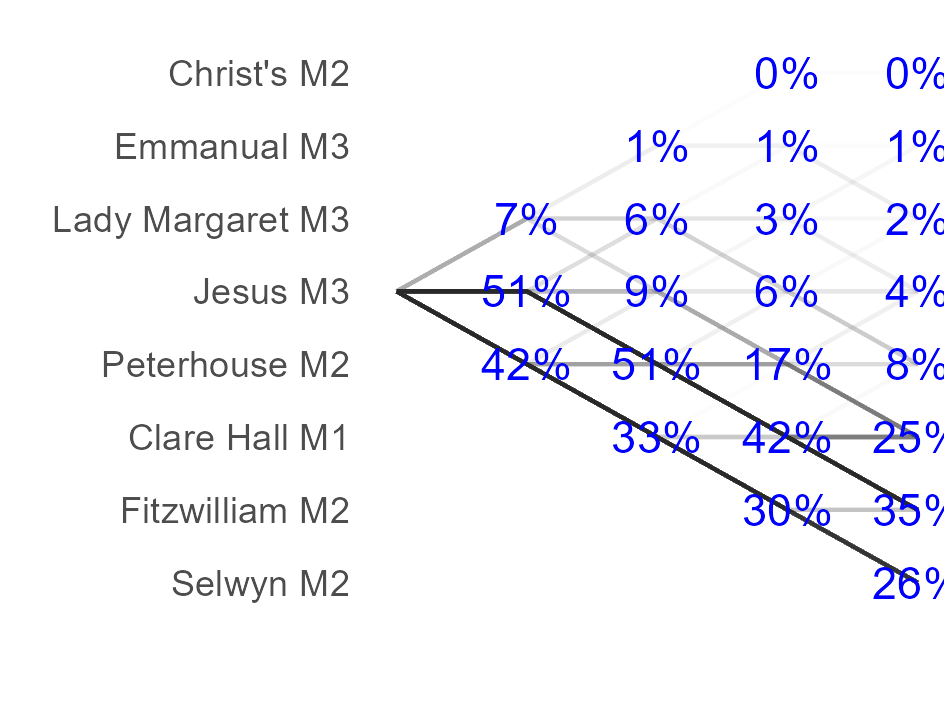 Christ's M2 0% 0%
Emmanual M3 1% 1% 1%
Lady Margaret M3 7% 6% 3% 2%
Jesus M3 51% 9% 6% 4%
Peterhouse M2 42% 51% 17% 8%
Clare Hall M1 33% 42% 25%
Fitzwilliam M2 30% 35%
Selwyn M2 26%